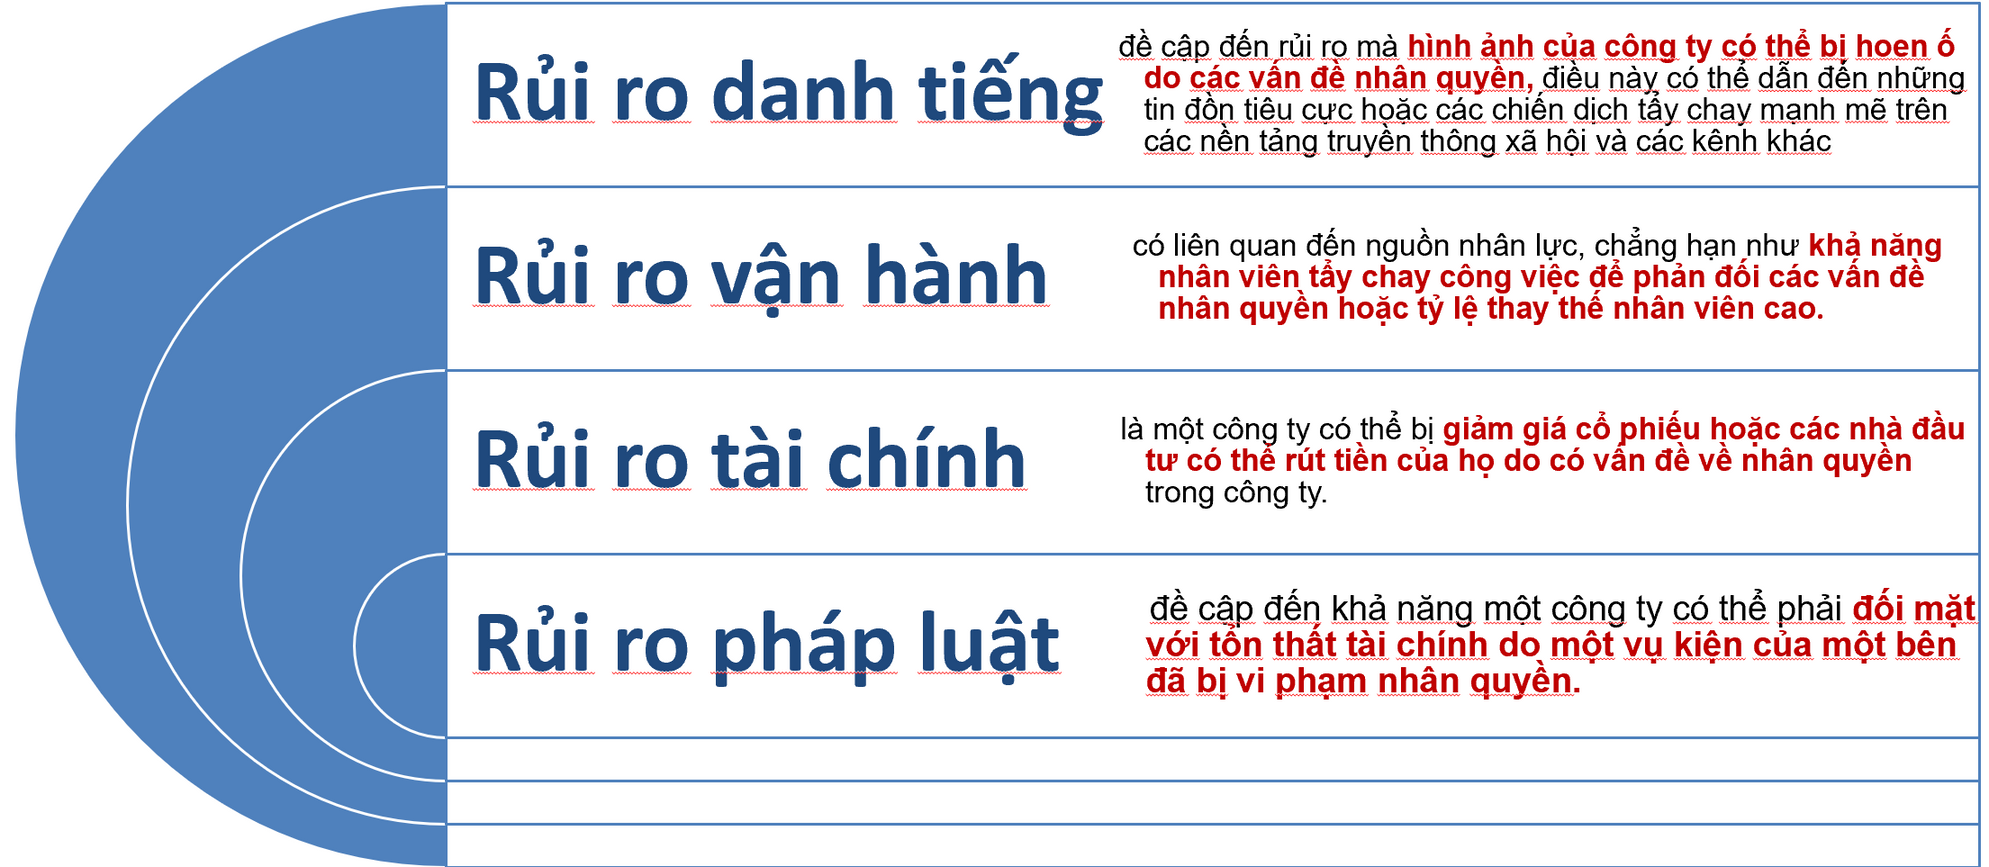 Rủi ro danh tiếng
đề cập đến rủi ro mà hình ảnh của công ty có thể bị hoen ố
do các vấn đề nhân quyền, điều này có thể dẫn đến những
tin đồn tiêu cực hoặc các chiến dịch tẩy chay mạnh mẽ trên
các nền tảng truyền thông xã hội và các kênh khác
Rủi ro vận hành
có liên quan đến nguồn nhân lực, chẳng hạn như khả năng
nhân viên tẩy chay công việc để phản đối các vấn đề
nhân quyền hoặc tỷ lệ thay thế nhân viên cao.
Rủi ro tài chính
là một công ty có thể bị giảm giá cổ phiếu hoặc các nhà đầu
tư có thể rút tiền của họ do có vấn đề về nhân quyền
trong công ty.
Rủi ro pháp luật
đề cập đến khả năng một công ty có thể phải đối mặt
với tổn thất tài chính do một vụ kiện của một bên
đã bị vi phạm nhân quyền.